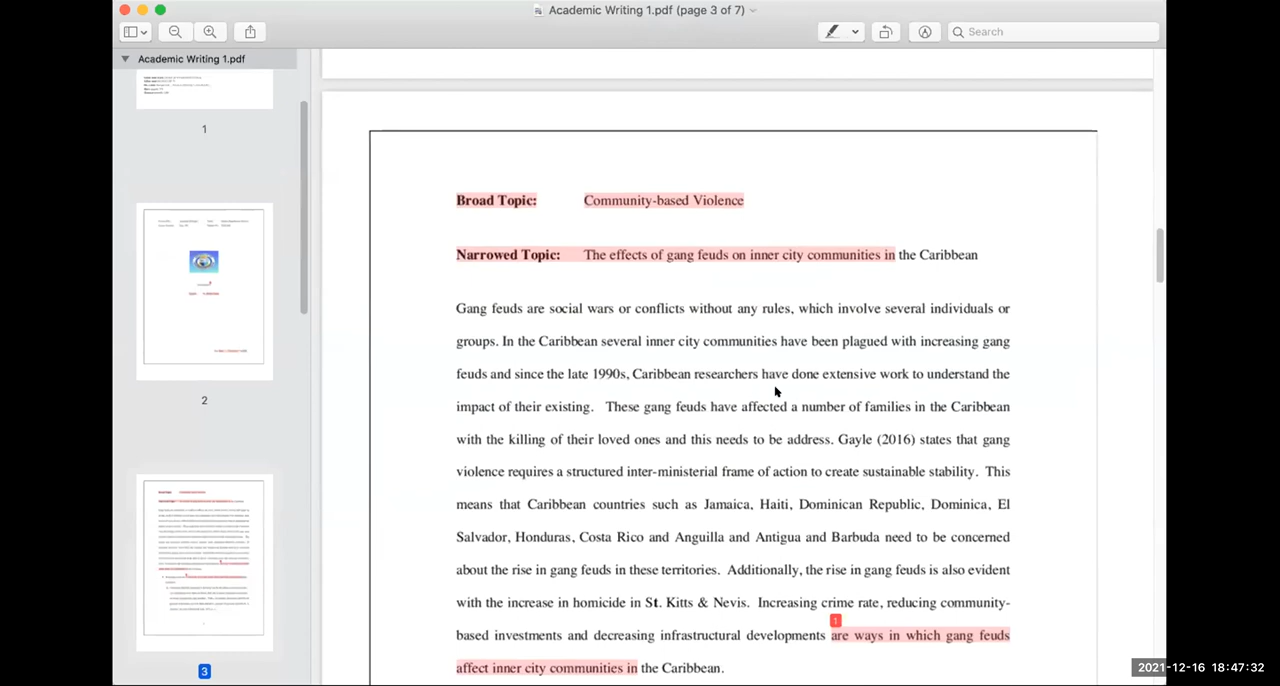 Academic Writing 1.pdf (page 3 of 7)
Search
Academic Writing 1.pdf
1
2
3
Broad Topic: Community-based Violence
Narrowed Topic: The effects of gang feuds on inner city communities in the Caribbean
Gang feuds are social wars or conflicts without any rules, which involve several individuals or
groups. In the Caribbean several inner city communities have been plagued with increasing gang
feuds and since the late 1990s, Caribbean researchers have done extensive work to understand the
impact of their existing. These gang feuds have affected a number of families in the Caribbean
with the killing of their loved ones and this needs to be address. Gayle (2016) states that gang
violence requires a structured inter-ministerial frame of action to create sustainable stability. This
means that Caribbean countries such as Jamaica, Haiti, Dominican Republic, Dominica, El
Salvador, Honduras, Costa Rico and Anguilla and Antigua and Barbuda need to be concerned
about the rise in gang feuds in these territories. Additionally, the rise in gang feuds is also evident
with the increase in homicide in St. Kitts & Nevis. Increasing crime rate, reducing community-
1
based investments and decreasing infrastructural developments are ways in which gang feuds
affect inner city communities in the Caribbean.
2021-12-16 18:47:32